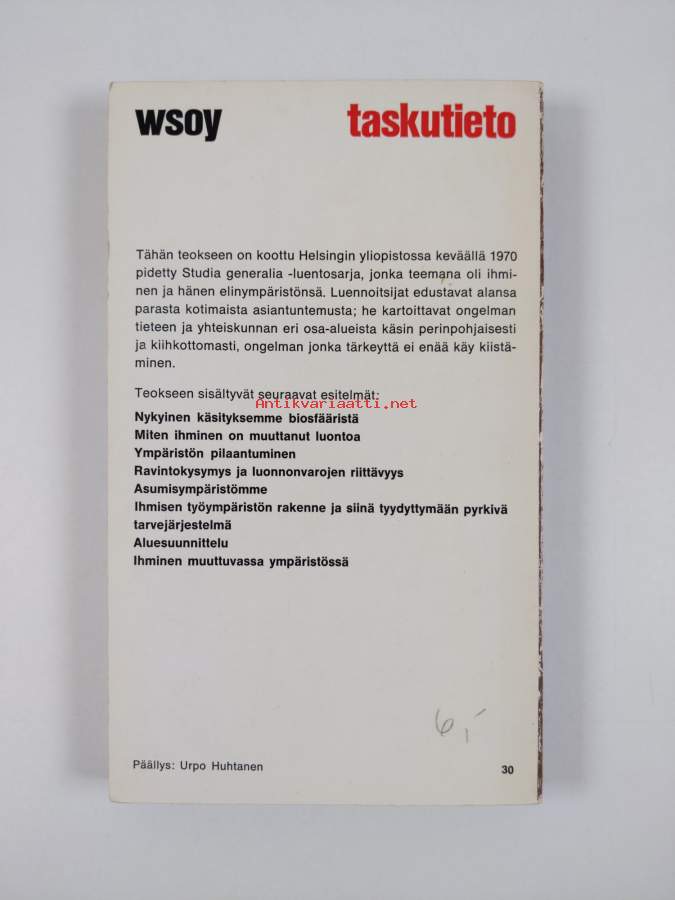 wsoy taskutieto
Tähän teokseen on koottu Helsingin yliopistossa keväällä 1970
pidetty Studia generalia -luentosarja, jonka teemana oli ihmi-
nen ja hänen elinympäristönsä. Luennoitsijat edustavat alansa
parasta kotimaista asiantuntemusta; he kartoittavat ongelman
tieteen ja yhteiskunnan eri osa-alueista käsin perinpohjaisesti
ja kiihkottomasti, ongelman jonka tärkeyttä ei enää käy kiistä-
minen.
Teokseen sisältyvät seuraavat esitelmät:
Antikvariaatti.net
Nykyinen käsityksemme biosfääristä
Miten ihminen on muuttanut luontoa
Ympäristön pilaantuminen
Ravintokysymys ja luonnonvarojen riittävyys
Asumisympäristömme
Ihmisen työympäristön rakenne ja siinä tyydyttymään pyrkivä
tarvejärjestelmä
Aluesuunnittelu
Ihminen muuttuvassa ympäristössä
6,-
Päällys: Urpo Huhtanen 30